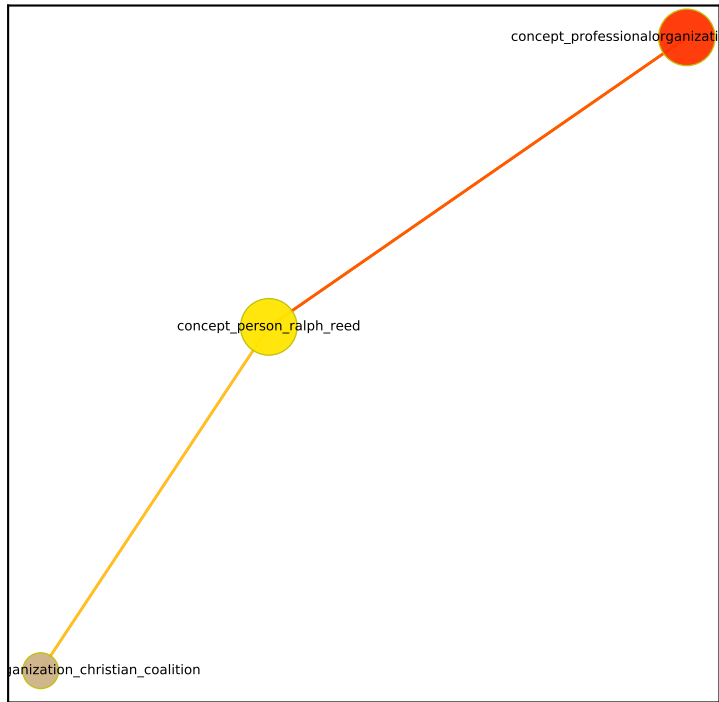 concept_professionalorganizati
concept_person_ralph_reed
ganization_christian_coalition